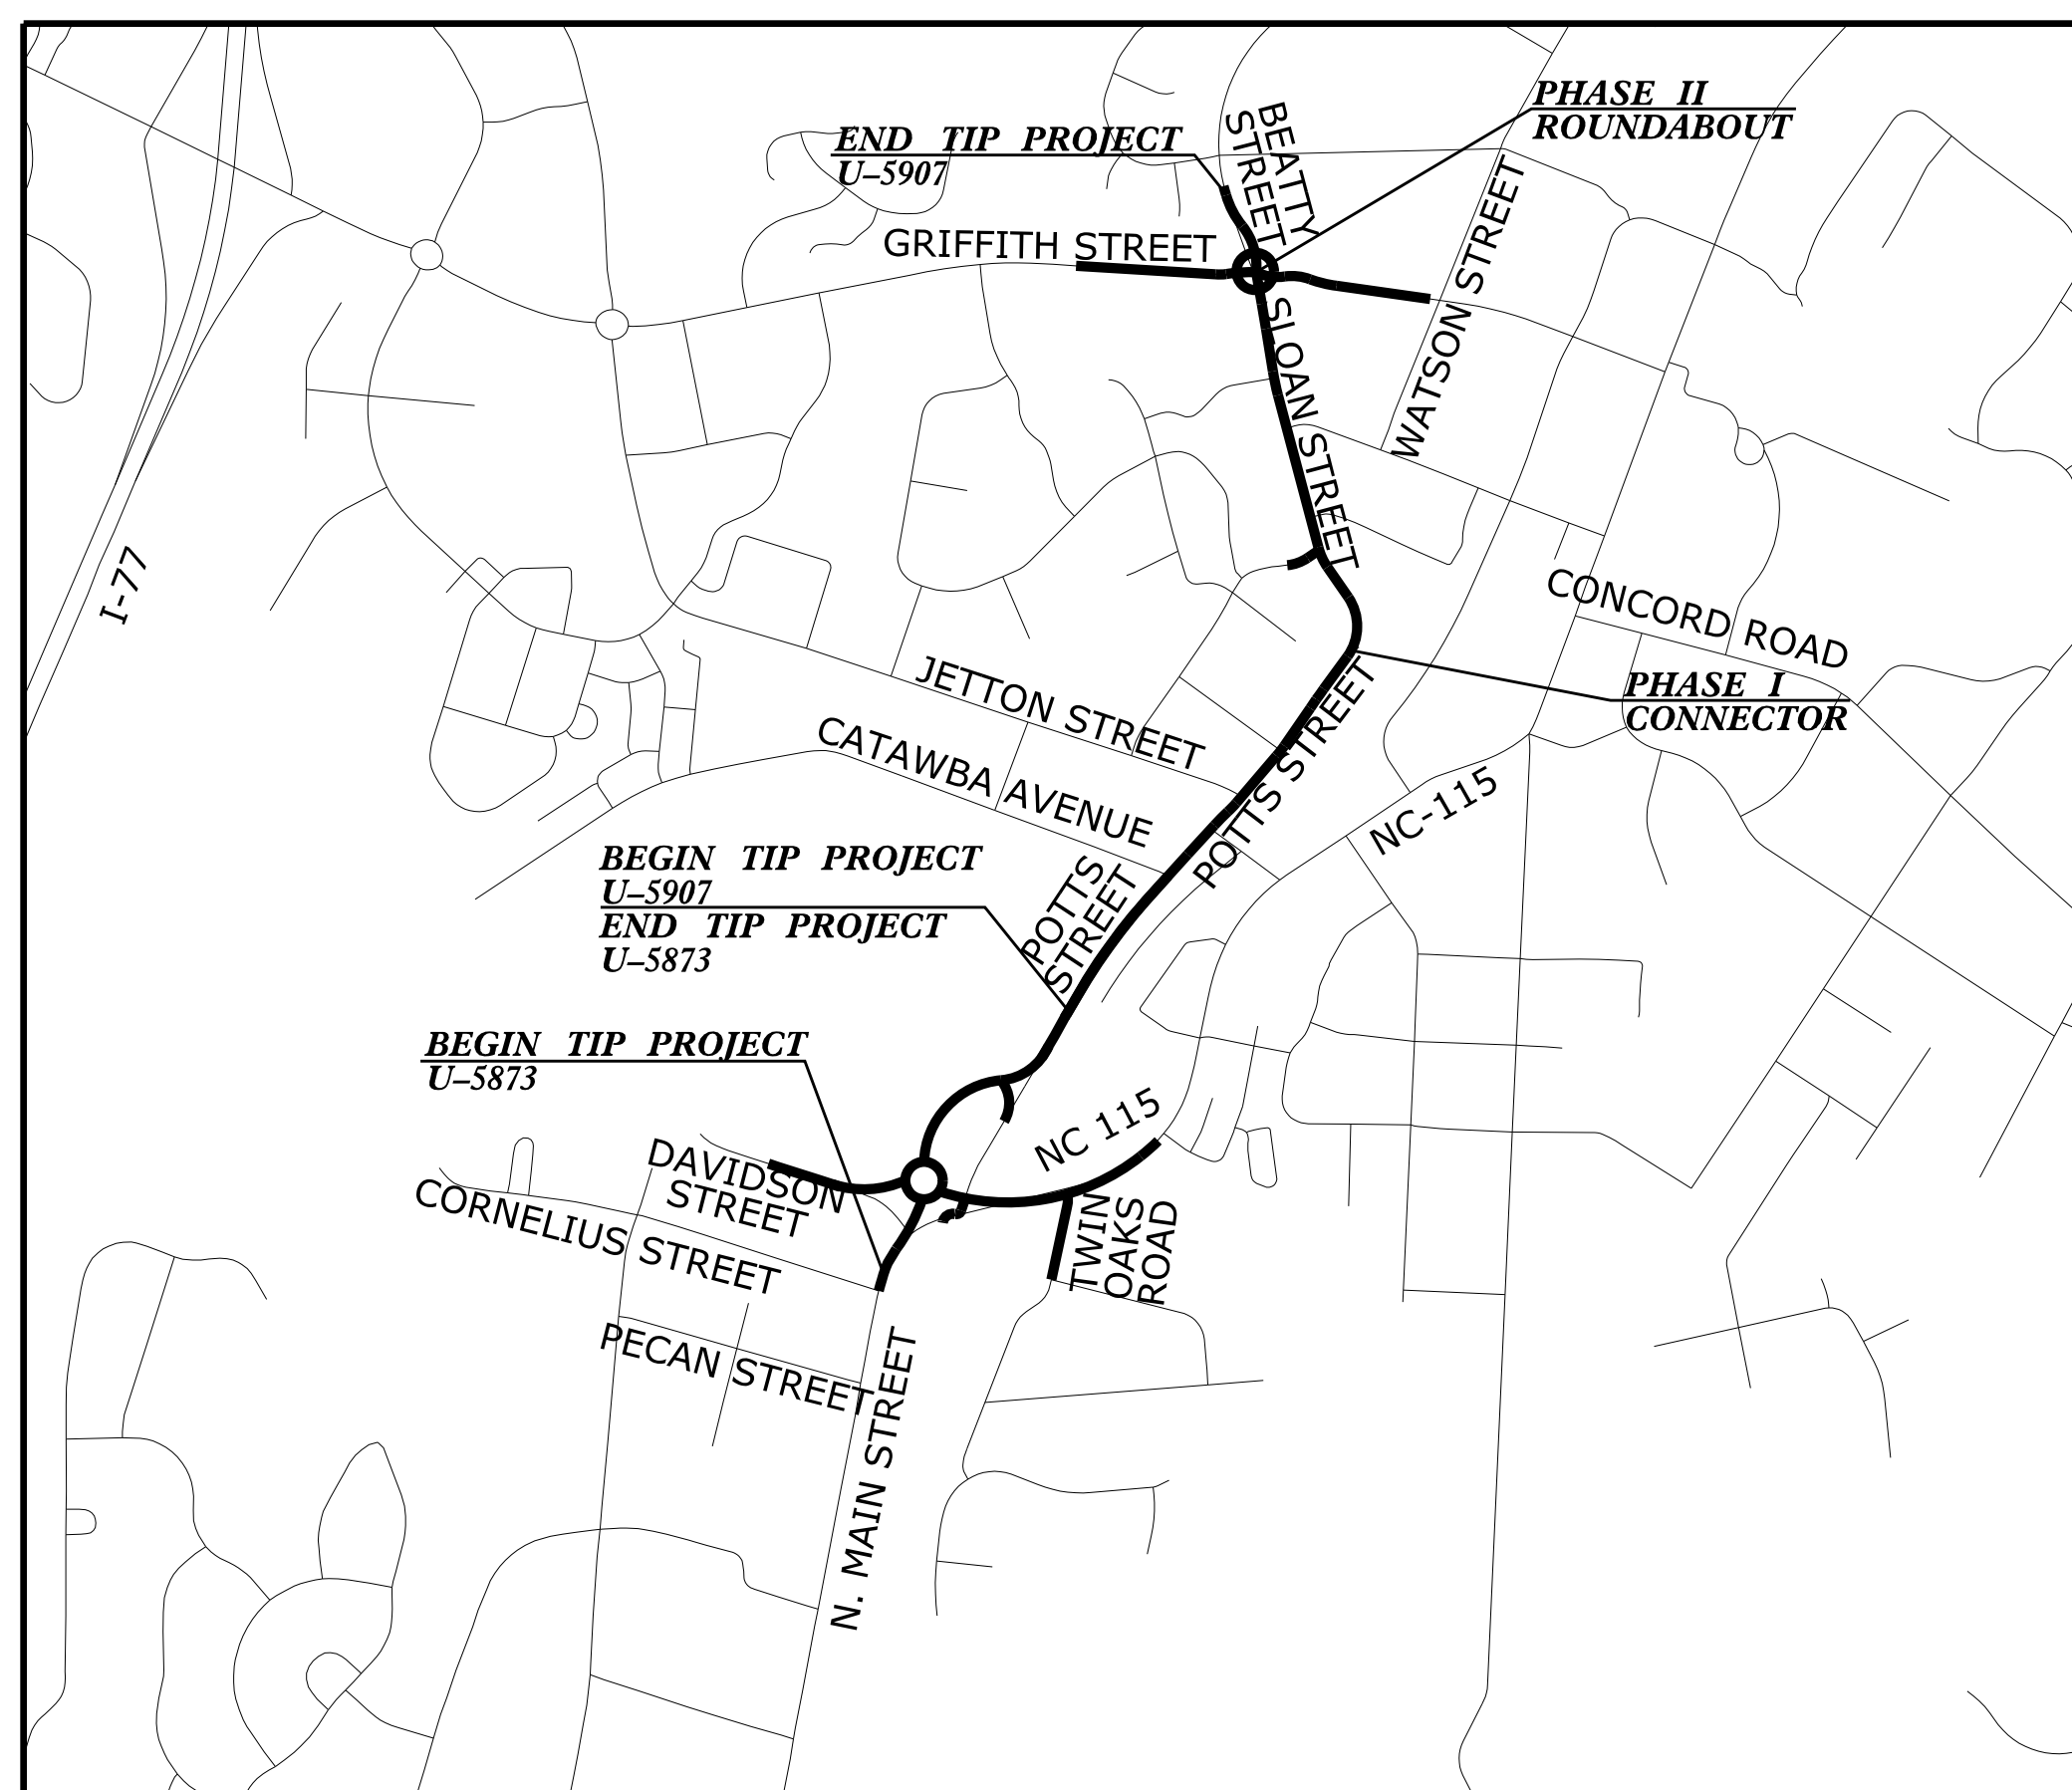 PHASE II
ROUNDABOUT
END TIP PROJECT
U–5907
BEATTY
STREET
GRIFFITH STREET
WATSON STREET
SLOAN STREET
I-77
CONCORD ROAD
PHASE I
CONNECTOR
JETTON STREET
CATAWBA AVENUE
POTTS STREET
NC-115
BEGIN TIP PROJECT
U–5907
END TIP PROJECT
U–5873
POTTS
STREET
BEGIN TIP PROJECT
U–5873
NC 115
DAVIDSON
STREET
CORNELIUS STREET
TWIN
OAKS
ROAD
PECAN STREET
N. MAIN STREET